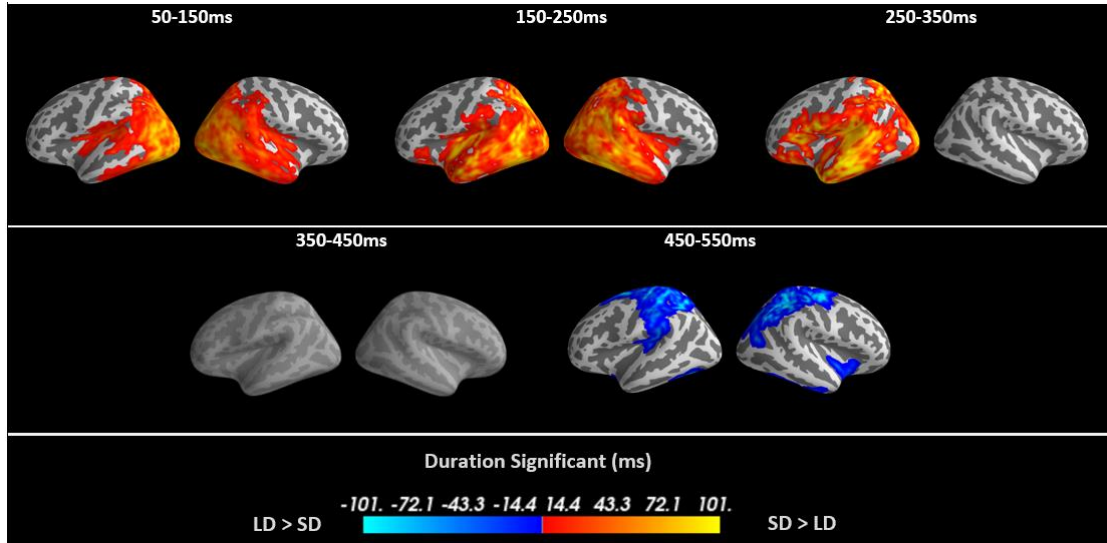 50-150ms
150-250ms
250-350ms
350-450ms
450-550ms
Duration Significant (ms)
-101. -72.1 -43.3 -14.4 14.4 43.3 72.1 101.
LD > SD
SD > LD